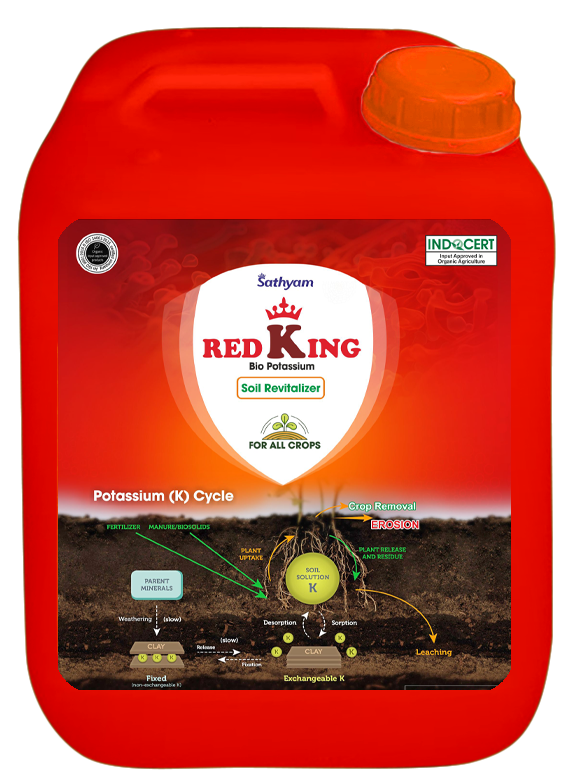 INDOCERT
Input Approved in
Organic Agriculture
Sathyam
RED KING
Bio Potassium
Soil Revitalizer
FOR ALL CROPS
Potassium (K) Cycle
Crop Removal
EROSION
FERTILIZER MANURE/BIOSOLIDS
PLANT
UPTAKE
PLANT RELEASE
AND RESIDUE
SOIL
SOLUTION
K
PARENT
MINERALS
Weathering (slow)
Desorption Sorption
CLAY
K K K
Release (slow)
Fixation
K K
K K
CLAY
Leaching
Fixed
(non-exchangeable K)
Exchangeable K